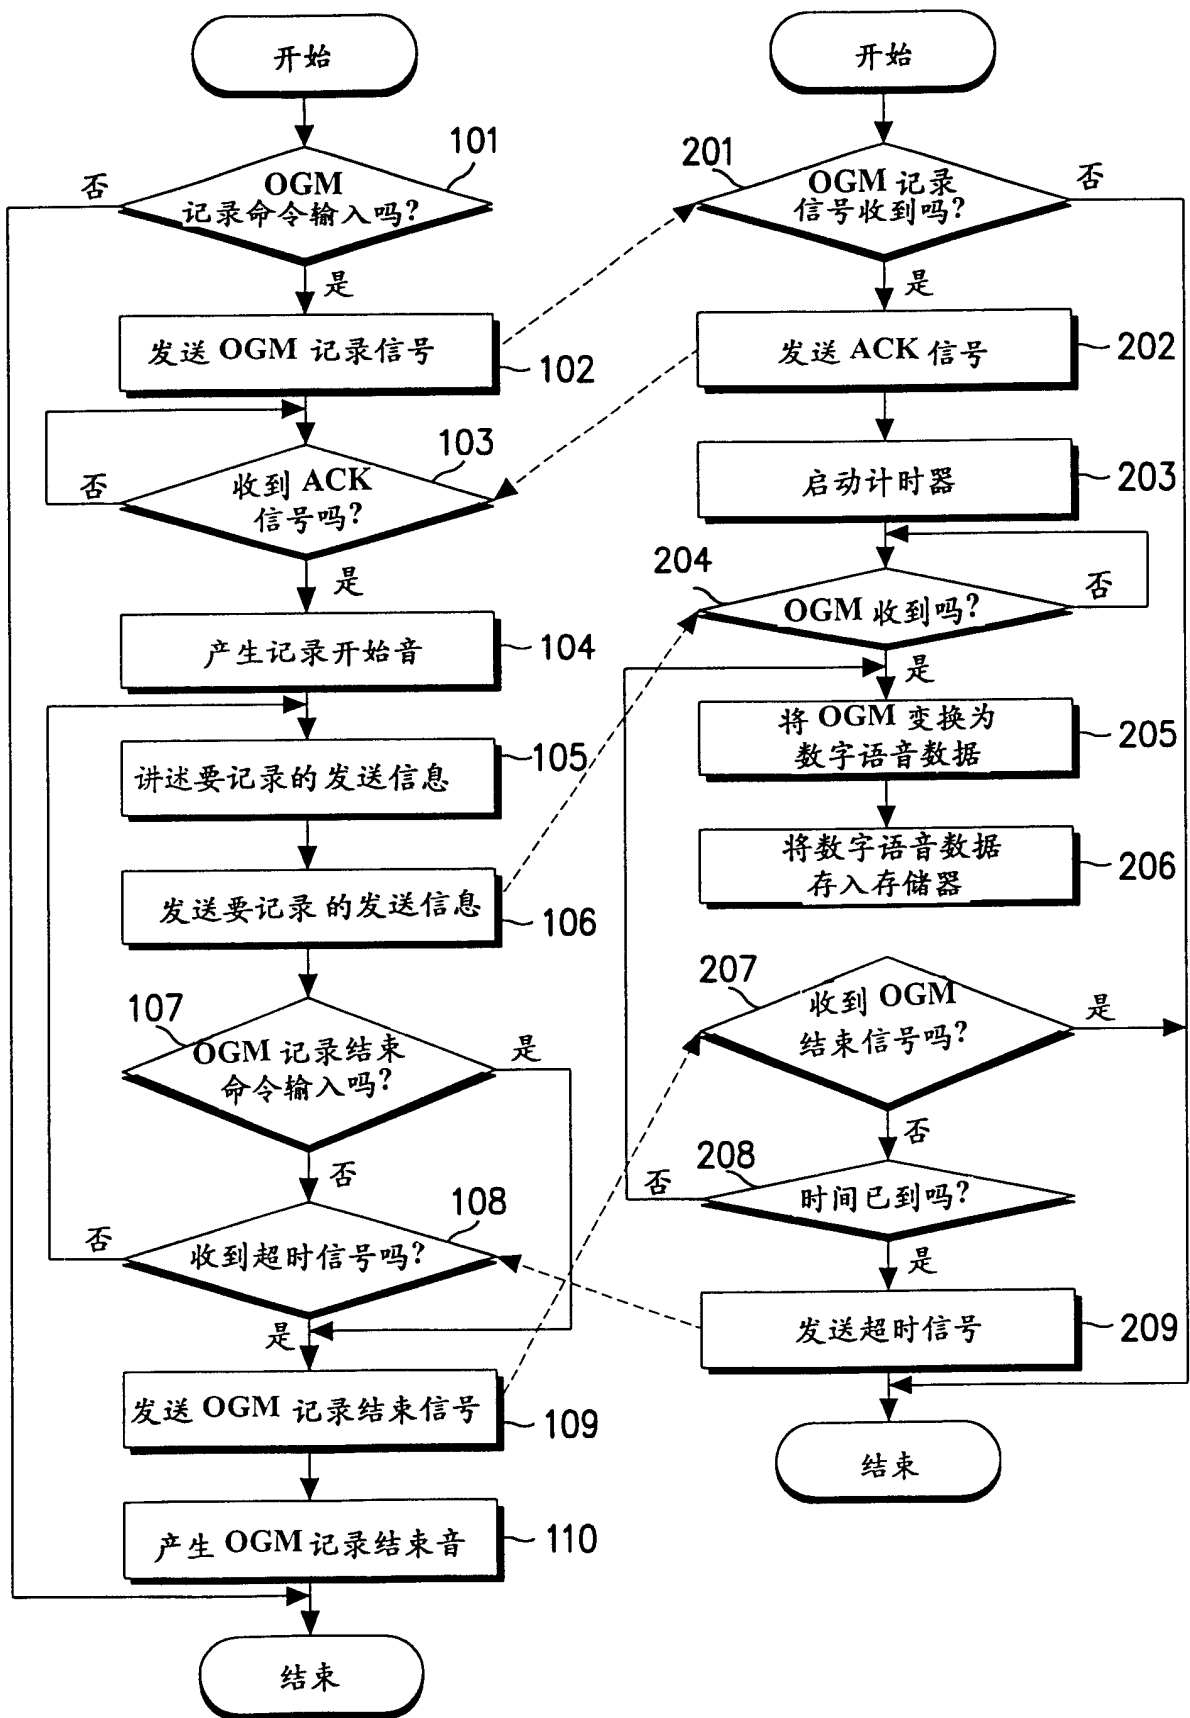 开始
101
否
OGM
记录命令输入吗?
是
发送 OGM 记录信号
102
103
否
收到 ACK
信号吗?
是
产生记录开始音
104
讲述要记录的发送信息
105
发送要记录的发送信息
106
107
OGM 记录结束
命令输入吗?
是
否
108
否
收到超时信号吗?
是
发送 OGM 记录结束信号
109
产生 OGM 记录结束音
110
结束
开始
201
OGM 记录
信号收到吗?
否
是
发送 ACK 信号
202
启动计时器
203
204
OGM 收到吗?
否
是
将 OGM 变换为
数字语音数据
205
将数字语音数据
存入存储器
206
207
收到 OGM
结束信号吗?
是
否
208
否
时间已到吗?
是
发送超时信号
209
结束